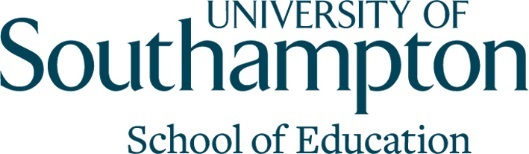 UNIVERSITY OF
Southampton
School of Education